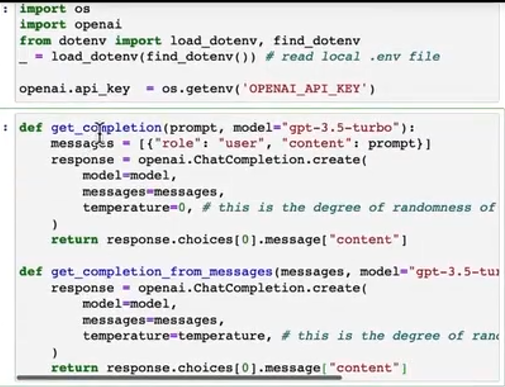 : import os
import openai
from dotenv import load_dotenv, find_dotenv
_ = load_dotenv(find_dotenv()) # read local .env file
openai.api_key  = os.getenv('OPENAI_API_KEY')
: def get_completion(prompt, model="gpt-3.5-turbo"):
messages = [{"role": "user", "content": prompt}]
response = openai.ChatCompletion.create(
model=model,
messages=messages,
temperature=0, # this is the degree of randomness of
)
return response.choices[0].message["content"]
def get_completion_from_messages(messages, model="gpt-3.5-tur
response = openai.ChatCompletion.create(
model=model,
messages=messages,
temperature=temperature, # this is the degree of ran
)
return response.choices[0].message["content"]